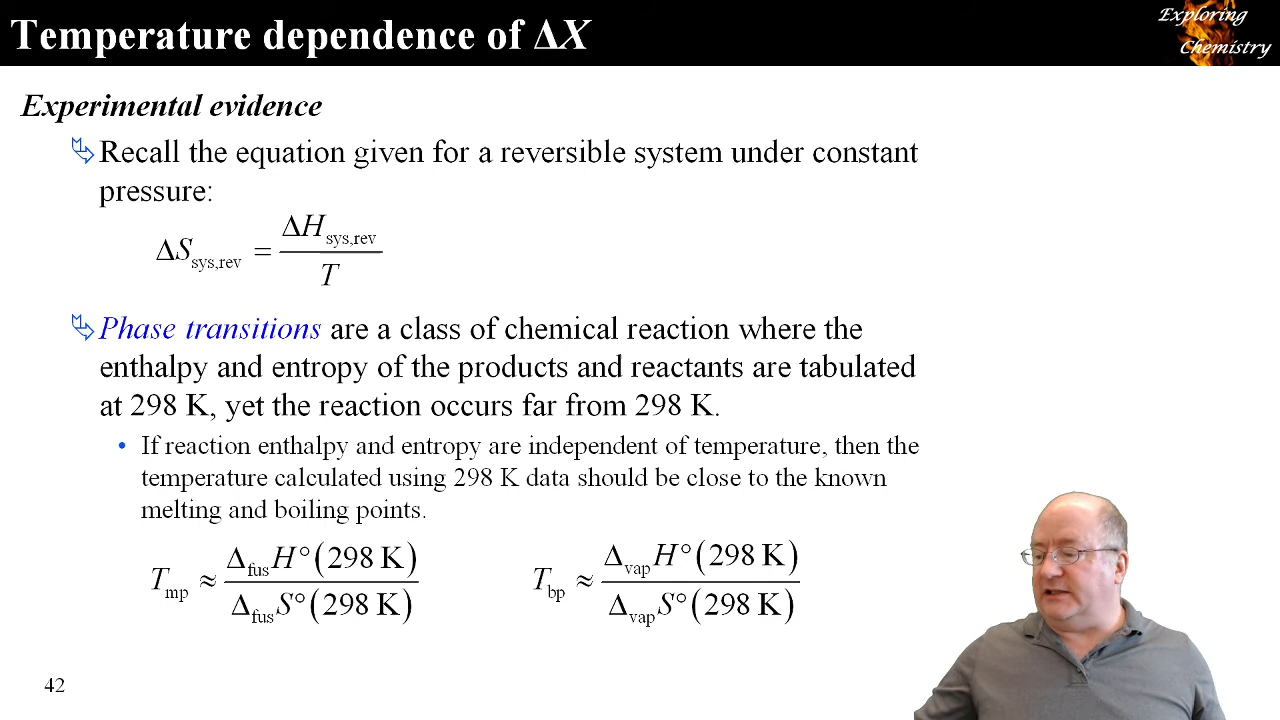 Temperature dependence of ΔX
Exploring
Chemistry
Experimental evidence
Recall the equation given for a reversible system under constant
pressure:
ΔS_sys,rev = ΔH_sys,rev / T
Phase transitions are a class of chemical reaction where the
enthalpy and entropy of the products and reactants are tabulated
at 298 K, yet the reaction occurs far from 298 K.
• If reaction enthalpy and entropy are independent of temperature, then the
temperature calculated using 298 K data should be close to the known
melting and boiling points.
T_mp ≈ Δ_fus H°(298 K) / Δ_fus S°(298 K)
T_bp ≈ Δ_vap H°(298 K) / Δ_vap S°(298 K)
42